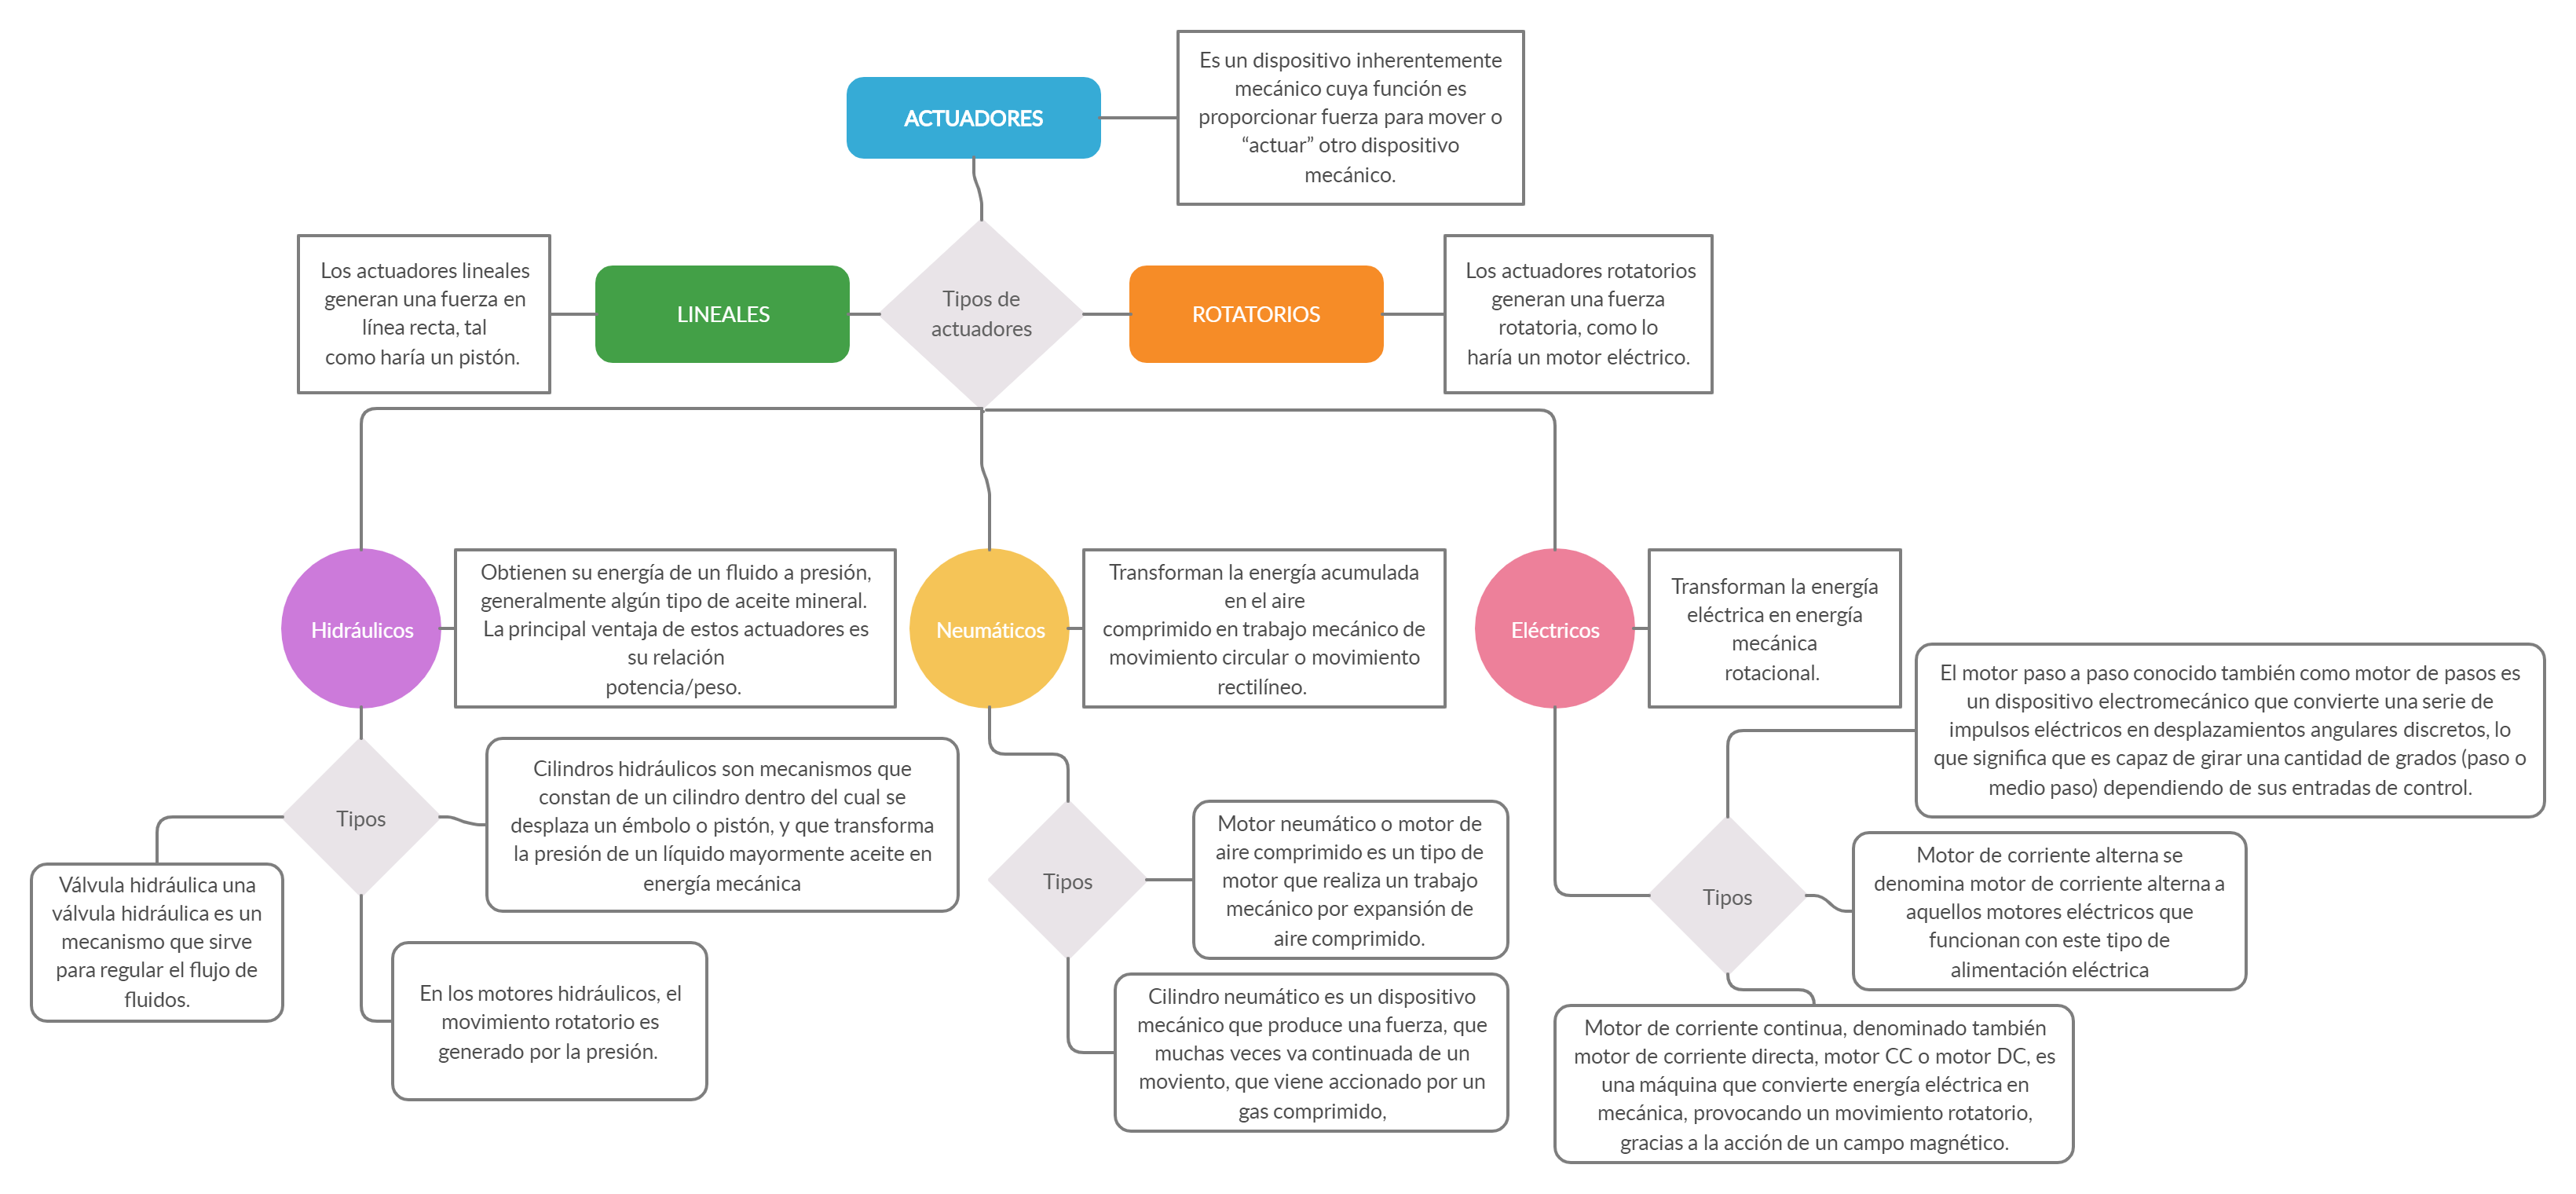 ACTUADORES
Es un dispositivo inherentemente
mecánico cuya función es
proporcionar fuerza para mover o
“actuar” otro dispositivo
mecánico.
Los actuadores lineales
generan una fuerza en
línea recta, tal
como haría un pistón.
LINEALES
Tipos de
actuadores
ROTATORIOS
Los actuadores rotatorios
generan una fuerza
rotatoria, como lo
haría un motor eléctrico.
Hidráulicos
Obtienen su energía de un fluido a presión,
generalmente algún tipo de aceite mineral.
La principal ventaja de estos actuadores es
su relación
potencia/peso.
Neumáticos
Transforman la energía acumulada
en el aire
comprimido en trabajo mecánico de
movimiento circular o movimiento
rectilíneo.
Eléctricos
Transforman la energía
eléctrica en energía
mecánica
rotacional.
El motor paso a paso conocido también como motor de pasos es
un dispositivo electromecánico que convierte una serie de
impulsos eléctricos en desplazamientos angulares discretos, lo
que significa que es capaz de girar una cantidad de grados (paso o
medio paso) dependiendo de sus entradas de control.
Tipos
Cilindros hidráulicos son mecanismos que
constan de un cilindro dentro del cual se
desplaza un émbolo o pistón, y que transforma
la presión de un líquido mayormente aceite en
energía mecánica
Válvula hidráulica una
válvula hidráulica es un
mecanismo que sirve
para regular el flujo de
fluidos.
En los motores hidráulicos, el
movimiento rotatorio es
generado por la presión.
Tipos
Motor neumático o motor de
aire comprimido es un tipo de
motor que realiza un trabajo
mecánico por expansión de
aire comprimido.
Cilindro neumático es un dispositivo
mecánico que produce una fuerza, que
muchas veces va continuada de un
moviento, que viene accionado por un
gas comprimido,
Tipos
Motor de corriente alterna se
denomina motor de corriente alterna a
aquellos motores eléctricos que
funcionan con este tipo de
alimentación eléctrica
Motor de corriente continua, denominado también
motor de corriente directa, motor CC o motor DC, es
una máquina que convierte energía eléctrica en
mecánica, provocando un movimiento rotatorio,
gracias a la acción de un campo magnético.